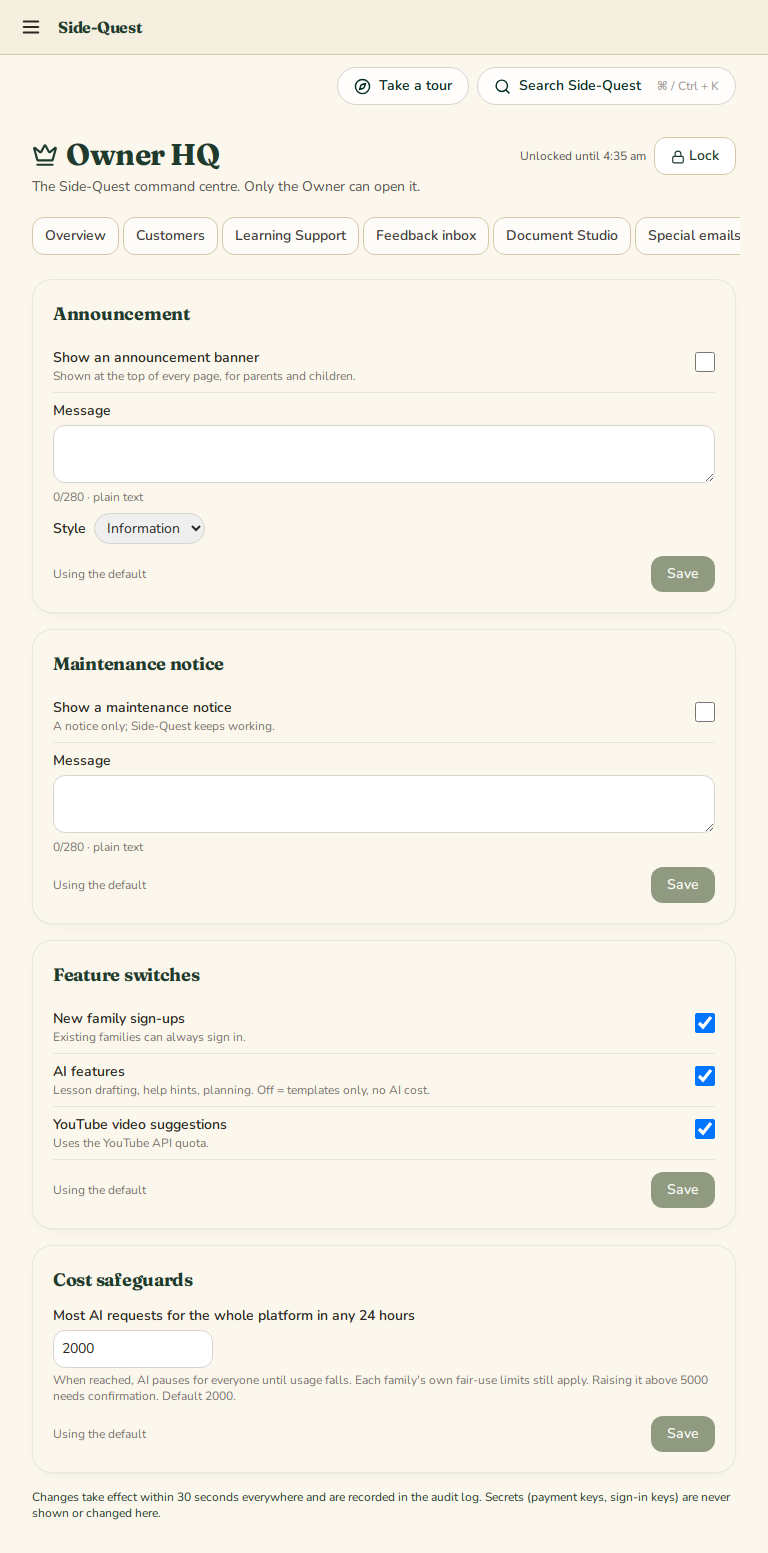 Side-Quest
Take a tour
Search Side-Quest ⌘ / Ctrl + K
Owner HQ
Unlocked until 4:35 am
Lock
The Side-Quest command centre. Only the Owner can open it.
Overview
Customers
Learning Support
Feedback inbox
Document Studio
Special emails
Announcement
Show an announcement banner
Shown at the top of every page, for parents and children.
Message
0/280 · plain text
Style Information
Using the default
Save
Maintenance notice
Show a maintenance notice
A notice only; Side-Quest keeps working.
Message
0/280 · plain text
Using the default
Save
Feature switches
New family sign-ups
Existing families can always sign in.
AI features
Lesson drafting, help hints, planning. Off = templates only, no AI cost.
YouTube video suggestions
Uses the YouTube API quota.
Using the default
Save
Cost safeguards
Most AI requests for the whole platform in any 24 hours
2000
When reached, AI pauses for everyone until usage falls. Each family's own fair-use limits still apply. Raising it above 5000
needs confirmation. Default 2000.
Using the default
Save
Changes take effect within 30 seconds everywhere and are recorded in the audit log. Secrets (payment keys, sign-in keys) are never
shown or changed here.